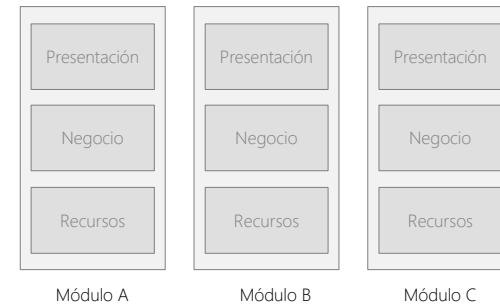 Presentación Presentación Presentación
Negocio Negocio Negocio
Recursos Recursos Recursos
Módulo A Módulo B Módulo C